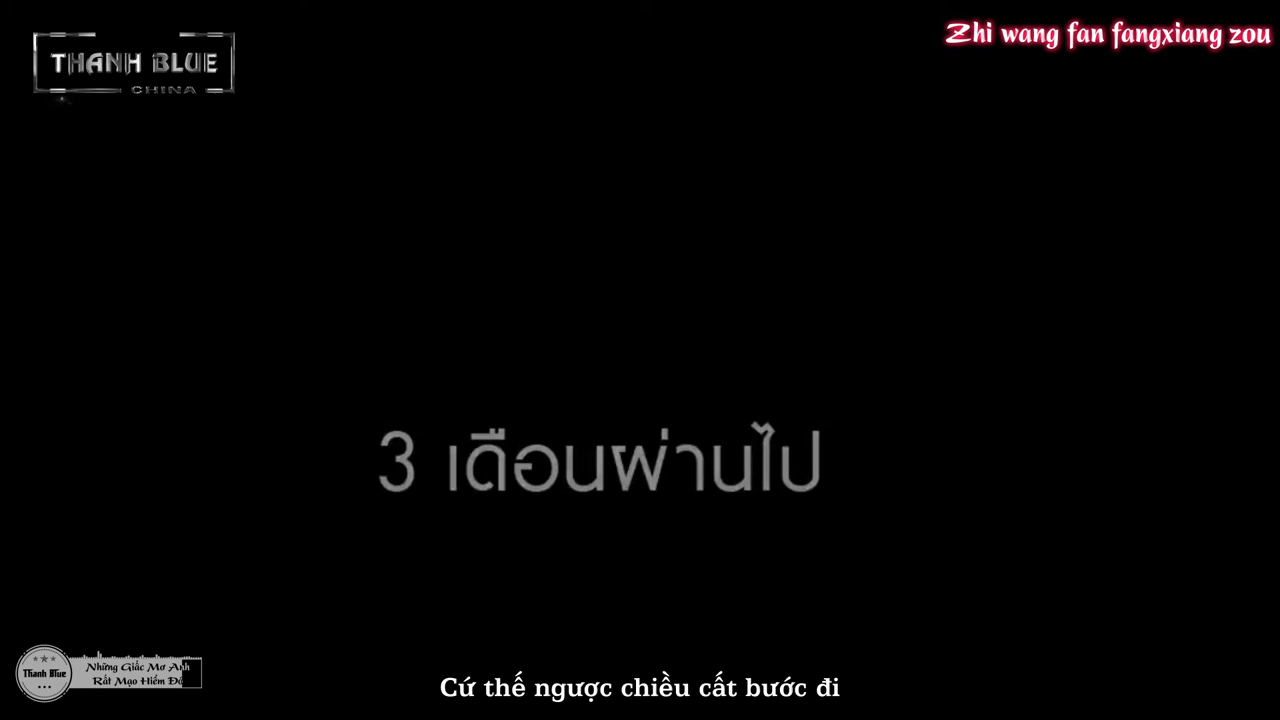 THANH BLUE
CHINA
Zhi wang fan fangxiang zou
3 เดือนผ่านไป
Thanh Blue
Những Giấc Mơ Anh
Rất Mạo Hiểm
Cứ thế ngược chiều cất bước đi